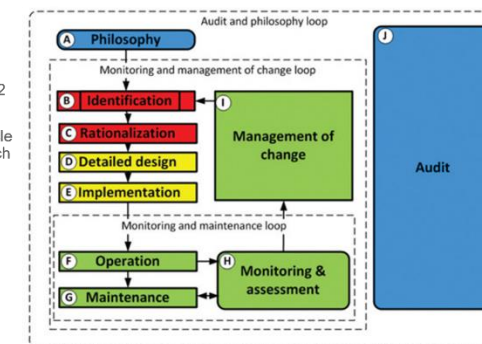 Audit and philosophy loop
A Philosophy
J
Monitoring and management of change loop
B Identification
I
C Rationalization
Management of
change
D Detailed design
Audit
E Implementation
Monitoring and maintenance loop
F Operation
H
Monitoring &
assessment
G Maintenance
2